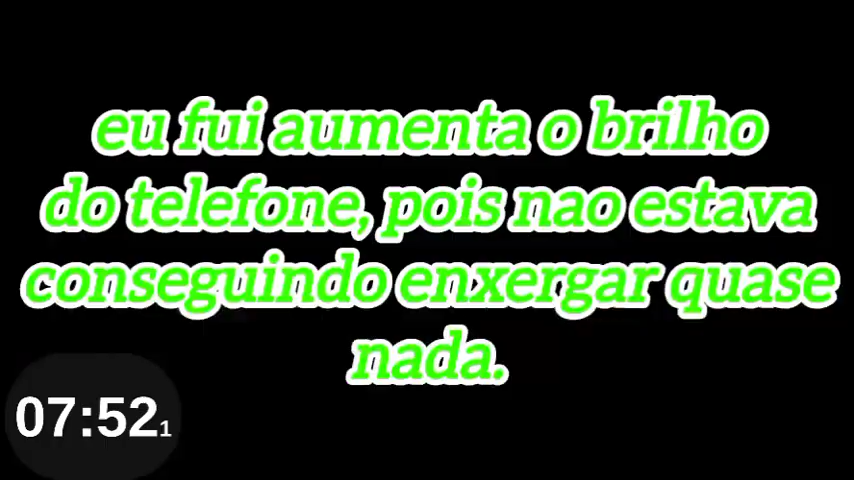 eu fui aumenta o brilho
do telefone, pois nao estava
conseguindo enxergar quase
nada.
07:521